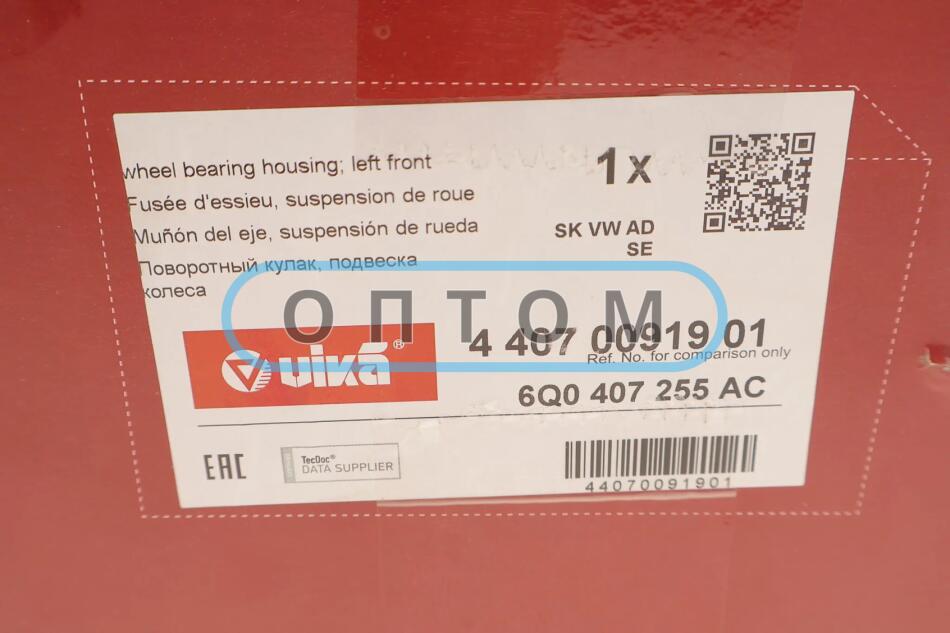 wheel bearing housing; left front
Fusée d'essieu, suspension de roue
Muñón del eje, suspensión de rueda
Поворотный кулак, подвеска
колеса
1x
SK VW AD
SE
ОПТОМ
4 407 00919 01
Ref. No. for comparison only
6Q0 407 255 AC
vika®
EAC
TecDoc®
DATA SUPPLIER
44070091901